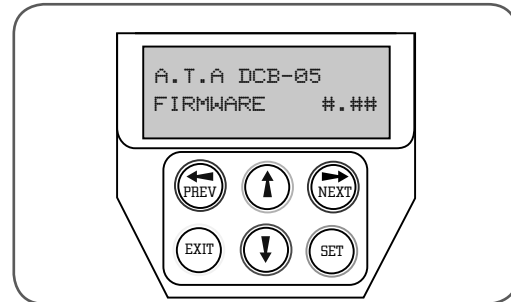 A.T.A DCB-05
FIRMWARE #.##
PREV
NEXT
EXIT
SET